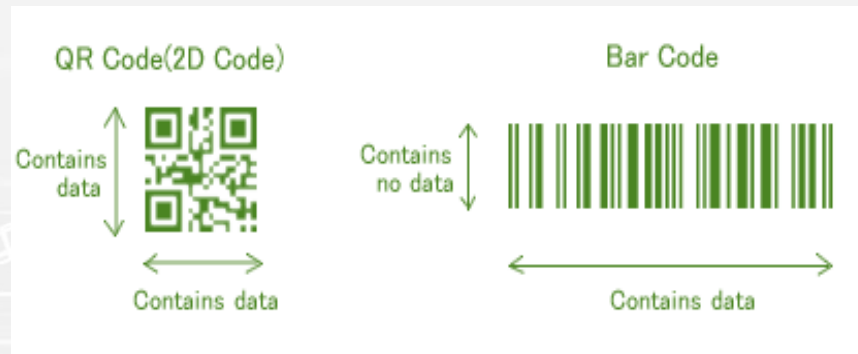 QR Code(2D Code)
Contains
data
Contains data
Bar Code
Contains
no data
Contains data